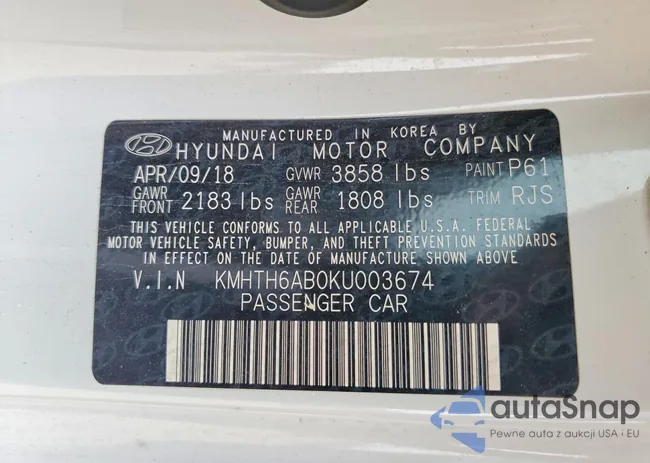 MANUFACTURED IN KOREA BY
HYUNDAI MOTOR COMPANY
APR/09/18 GVWR 3858 lbs PAINT P61
GAWR FRONT 2183 lbs GAWR REAR 1808 lbs TRIM RJS
THIS VEHICLE CONFORMS TO ALL APPLICABLE U.S.A. FEDERAL
MOTOR VEHICLE SAFETY, BUMPER, AND THEFT PREVENTION STANDARDS
IN EFFECT ON THE DATE OF MANUFACTURE SHOWN ABOVE.
V.I.N KMHTH6AB0KU003674
PASSENGER CAR
autaSnap
Pewne auta z aukcji USA i EU